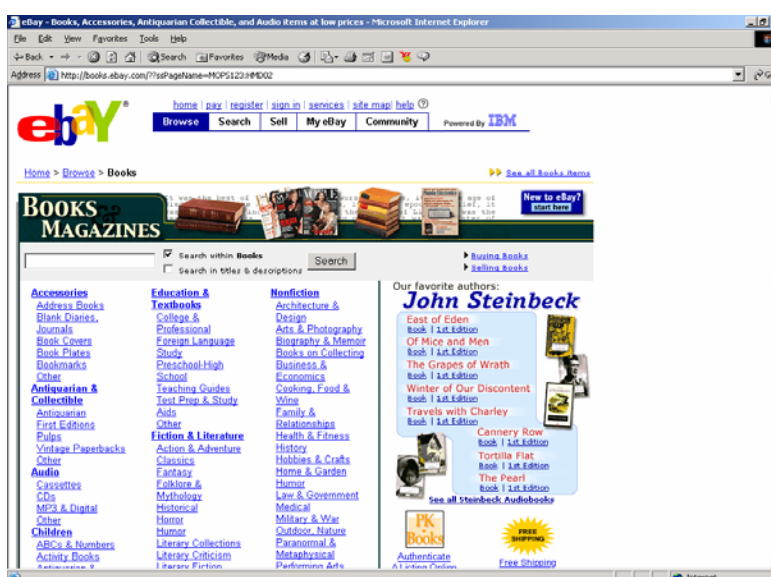 eBay - Books, Accessories, Antiquarian Collectible, and Audio items at low prices - Microsoft Internet Explorer
File Edit View Favorites Tools Help
Back Search Favorites Media
Address http://books.ebay.com/??ssPageName=MOPS123:HMD02
ebaY®
home | pay | register | sign in | services | site map | help
Browse Search Sell My eBay Community Powered By IBM
Home > Browse > Books
See all Books items
BOOKS & MAGAZINES
New to eBay?
start here
Search within Books
Search in titles & descriptions
Search
Buying Books
Selling Books
Accessories
Address Books
Blank Diaries,
Journals
Book Covers
Book Plates
Bookmarks
Other
Antiquarian &
Collectible
Antiquarian
First Editions
Pulps
Vintage Paperbacks
Other
Audio
Cassettes
CDs
MP3 & Digital
Other
Children
ABCs & Numbers
Activity Books
Antiquarian &
Education &
Textbooks
College &
Professional
Foreign Language
Study
Preschool-High
School
Teaching Guides
Test Prep & Study
Aids
Other
Fiction & Literature
Action & Adventure
Classics
Fantasy
Folklore &
Mythology
Historical
Horror
Humor
Literary Collections
Literary Criticism
Literary Fiction
Nonfiction
Architecture &
Design
Arts & Photography
Biography & Memoir
Books on Collecting
Business &
Economics
Cooking, Food &
Wine
Family &
Relationships
Health & Fitness
History
Hobbies & Crafts
Home & Garden
Humor
Law & Government
Medical
Military & War
Outdoor, Nature
Paranormal &
Metaphysical
Performing Arts
Our favorite authors:
John Steinbeck
East of Eden
Book | 1st Edition
Of Mice and Men
Book | 1st Edition
The Grapes of Wrath
Book | 1st Edition
Winter of Our Discontent
Book | 1st Edition
Travels with Charley
Book | 1st Edition
Cannery Row
Book | 1st Edition
Tortilla Flat
Book | 1st Edition
The Pearl
Book | 1st Edition
See all Steinbeck Audiobooks
PK
Books
Authenticate
A Listing Online
FREE
SHIPPING
Free Shipping
Internet